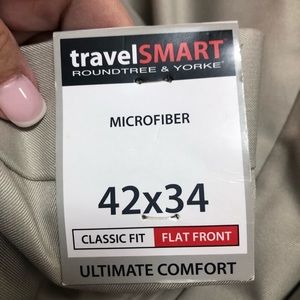 travelSMART
ROUNDTREE & YORKE®
MICROFIBER
42x34
CLASSIC FIT FLAT FRONT
ULTIMATE COMFORT